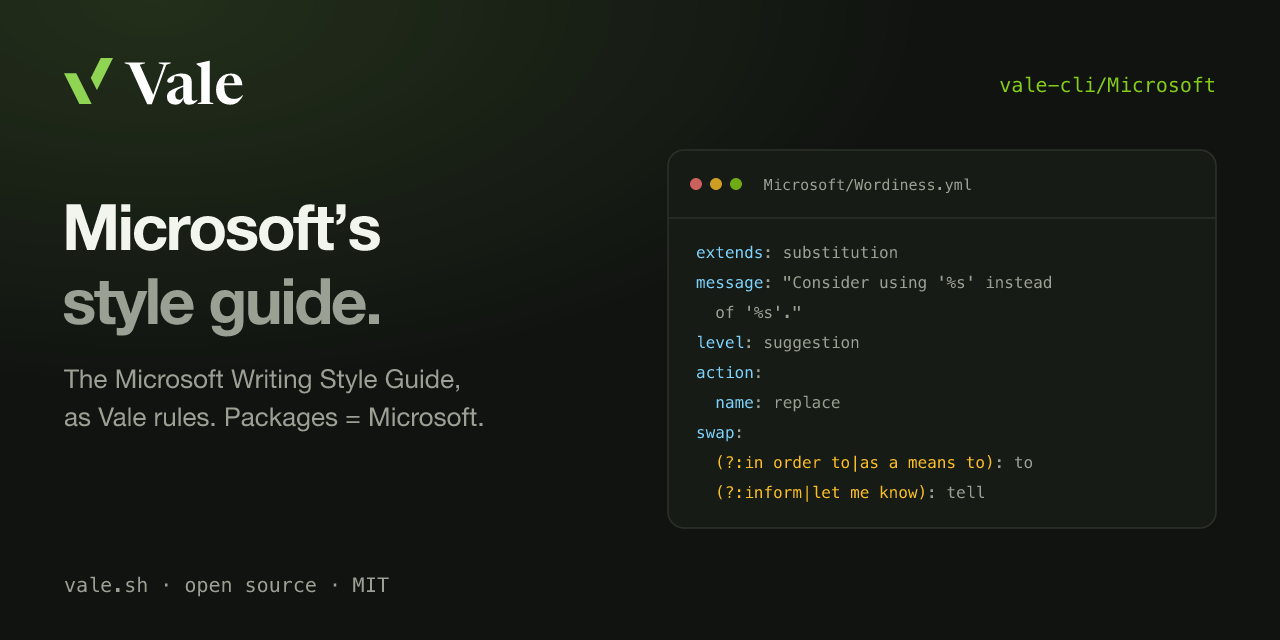 Vale
vale-cli/Microsoft
Microsoft’s
style guide.
The Microsoft Writing Style Guide,
as Vale rules. Packages = Microsoft.
Microsoft/Wordiness.yml
extends: substitution
message: "Consider using '%s' instead
of '%s'."
level: suggestion
action:
name: replace
swap:
(?:in order to|as a means to): to
(?:inform|let me know): tell
vale.sh · open source · MIT